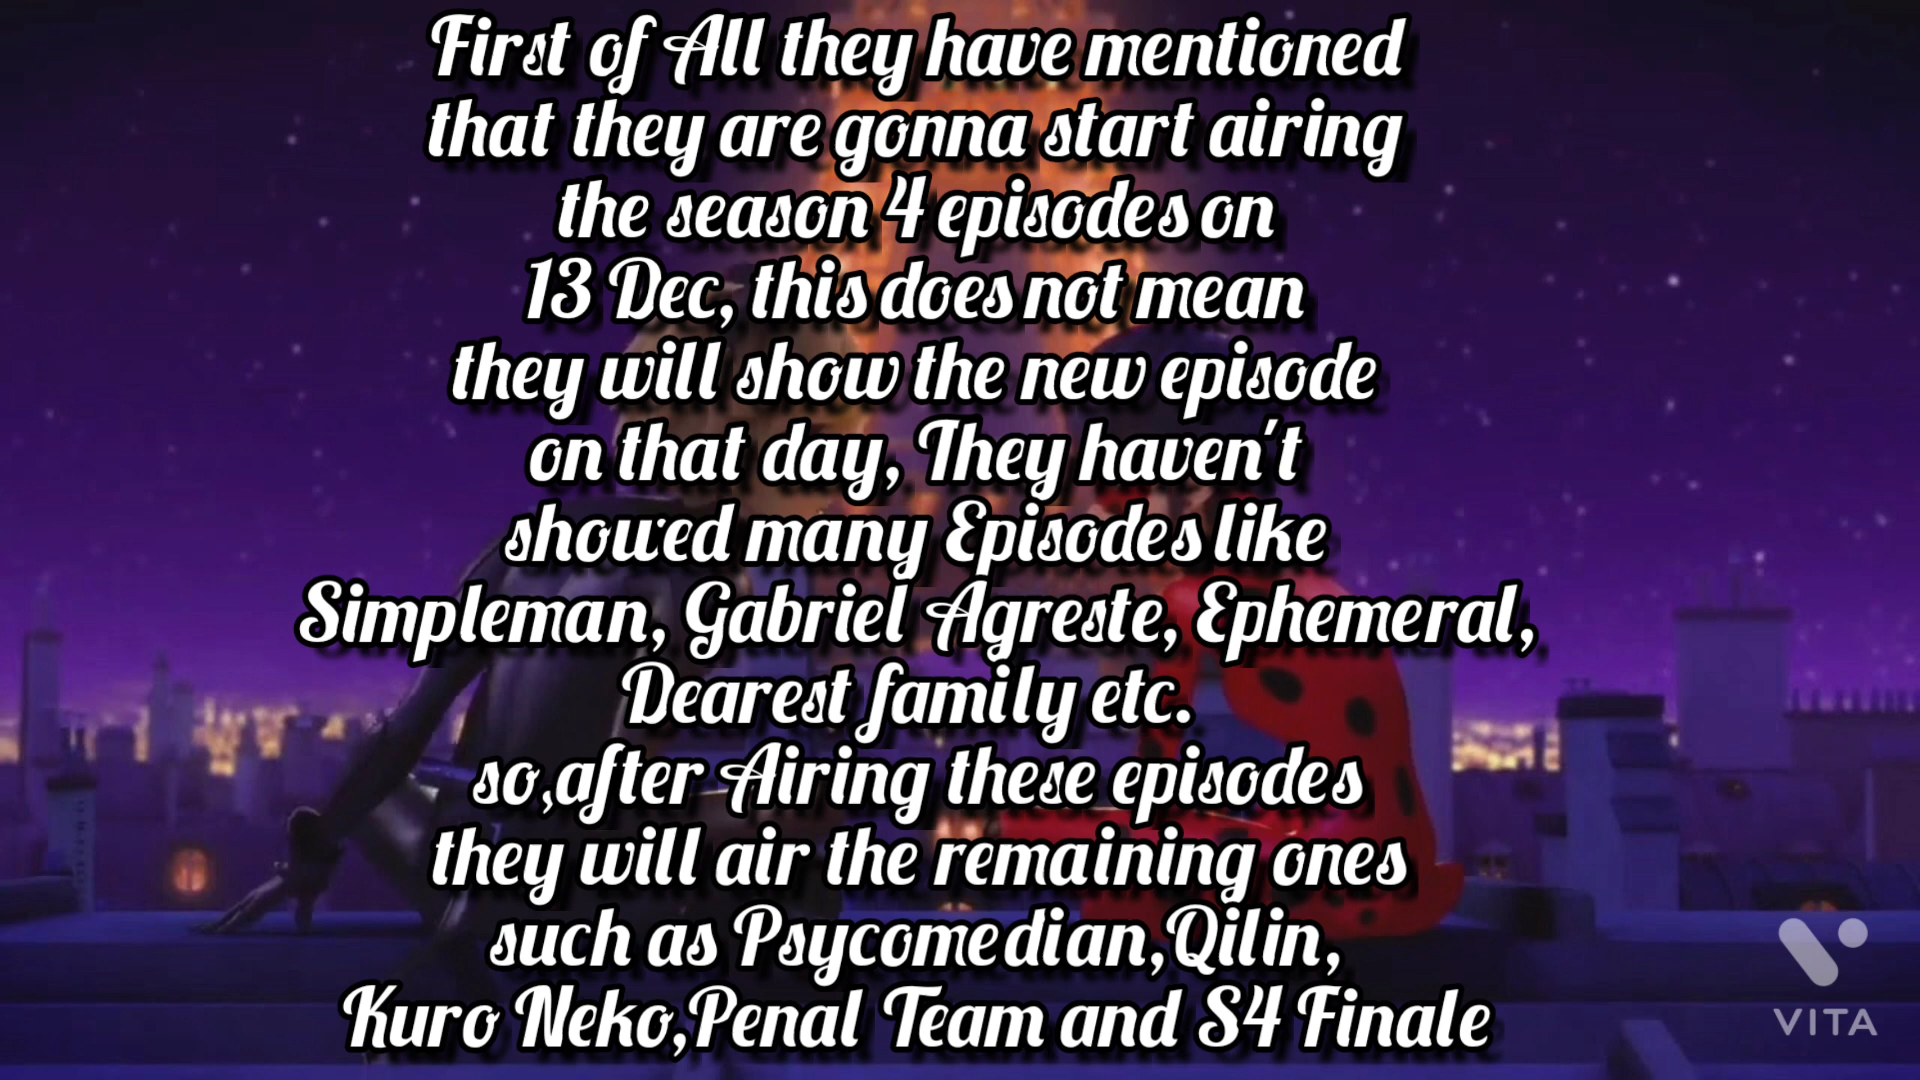 First of All they have mentioned
that they are gonna start airing
the season 4 episodes on
13 Dec, this does not mean
they will show the new episode
on that day, They haven't
showed many Episodes like
Simpleman, Gabriel Agreste, Ephemeral,
Dearest family etc.
so,after Airing these episodes
they will air the remaining ones
such as Psycomedian,Qilin,
Kuro Neko,Penal Team and S4 Finale
VITA